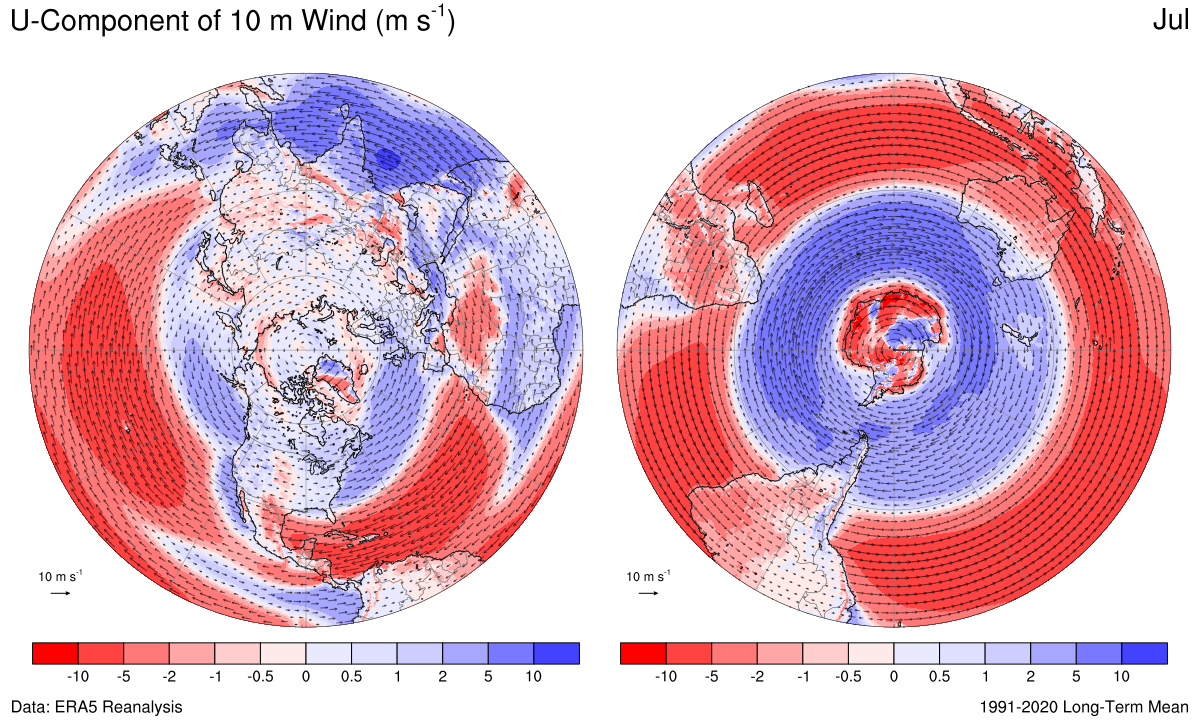 U-Component of 10 m Wind (m s⁻¹) Jul
10 m s⁻¹ 10 m s⁻¹
-10 -5 -2 -1 -0.5 0 0.5 1 2 5 10 -10 -5 -2 -1 -0.5 0 0.5 1 2 5 10
Data: ERA5 Reanalysis 1991-2020 Long-Term Mean